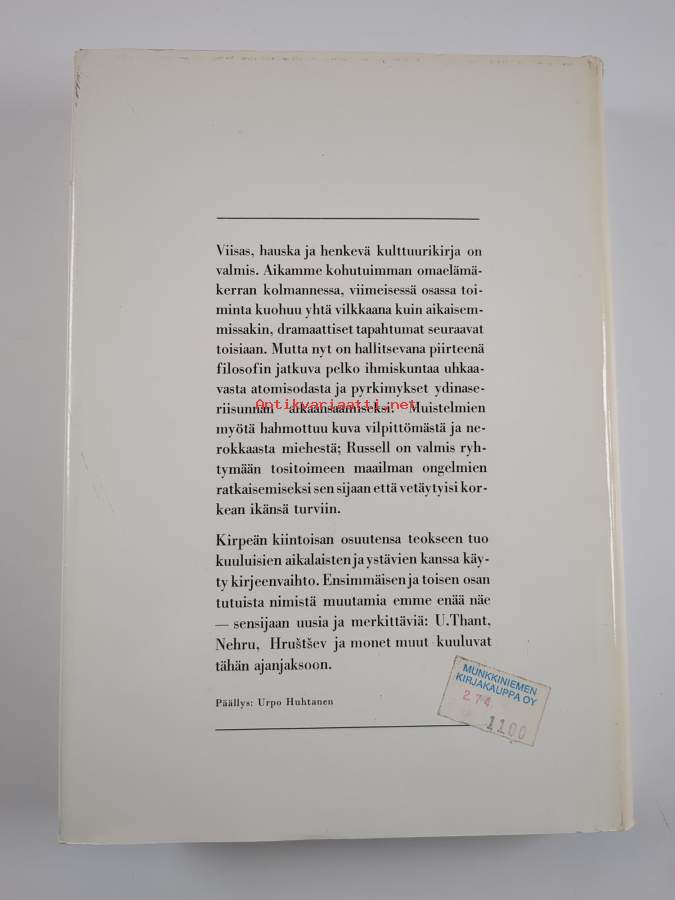 Viisas, hauska ja henkevä kulttuurikirja on
valmis. Aikamme kohutuimman omaelämä-
kerran kolmannessa, viimeisessä osassa toi-
minta kuohuu yhtä vilkkaana kuin aikaisem-
missakin, dramaattiset tapahtumat seuraavat
toisiaan. Mutta nyt on hallitsevana piirteenä
filosofin jatkuva pelko ihmiskuntaa uhkaa-
vasta atomisodasta ja pyrkimykset ydinase-
Antikvariaatti.net
riisunnan aikaansaamiseksi. Muistelmien
myötä hahmottuu kuva vilpittömästä ja ne-
rokkaasta miehestä; Russell on valmis ryh-
tymään tositoimeen maailman ongelmien
ratkaisemiseksi sen sijaan että vetäytyisi kor-
kean ikänsä turviin.
Kirpeän kiintoisan osuutensa teokseen tuo
kuuluisien aikalaisten ja ystävien kanssa käy-
ty kirjeenvaihto. Ensimmäisen ja toisen osan
tutuista nimistä muutamia emme enää näe
— sensijaan uusia ja merkittäviä: U.Thant,
Nehru, Hruštšev ja monet muut kuuluvat
tähän ajanjaksoon.
Päällys: Urpo Huhtanen
MUNKKINIEMEN
KIRJAKAUPPA OY
2 74
1100